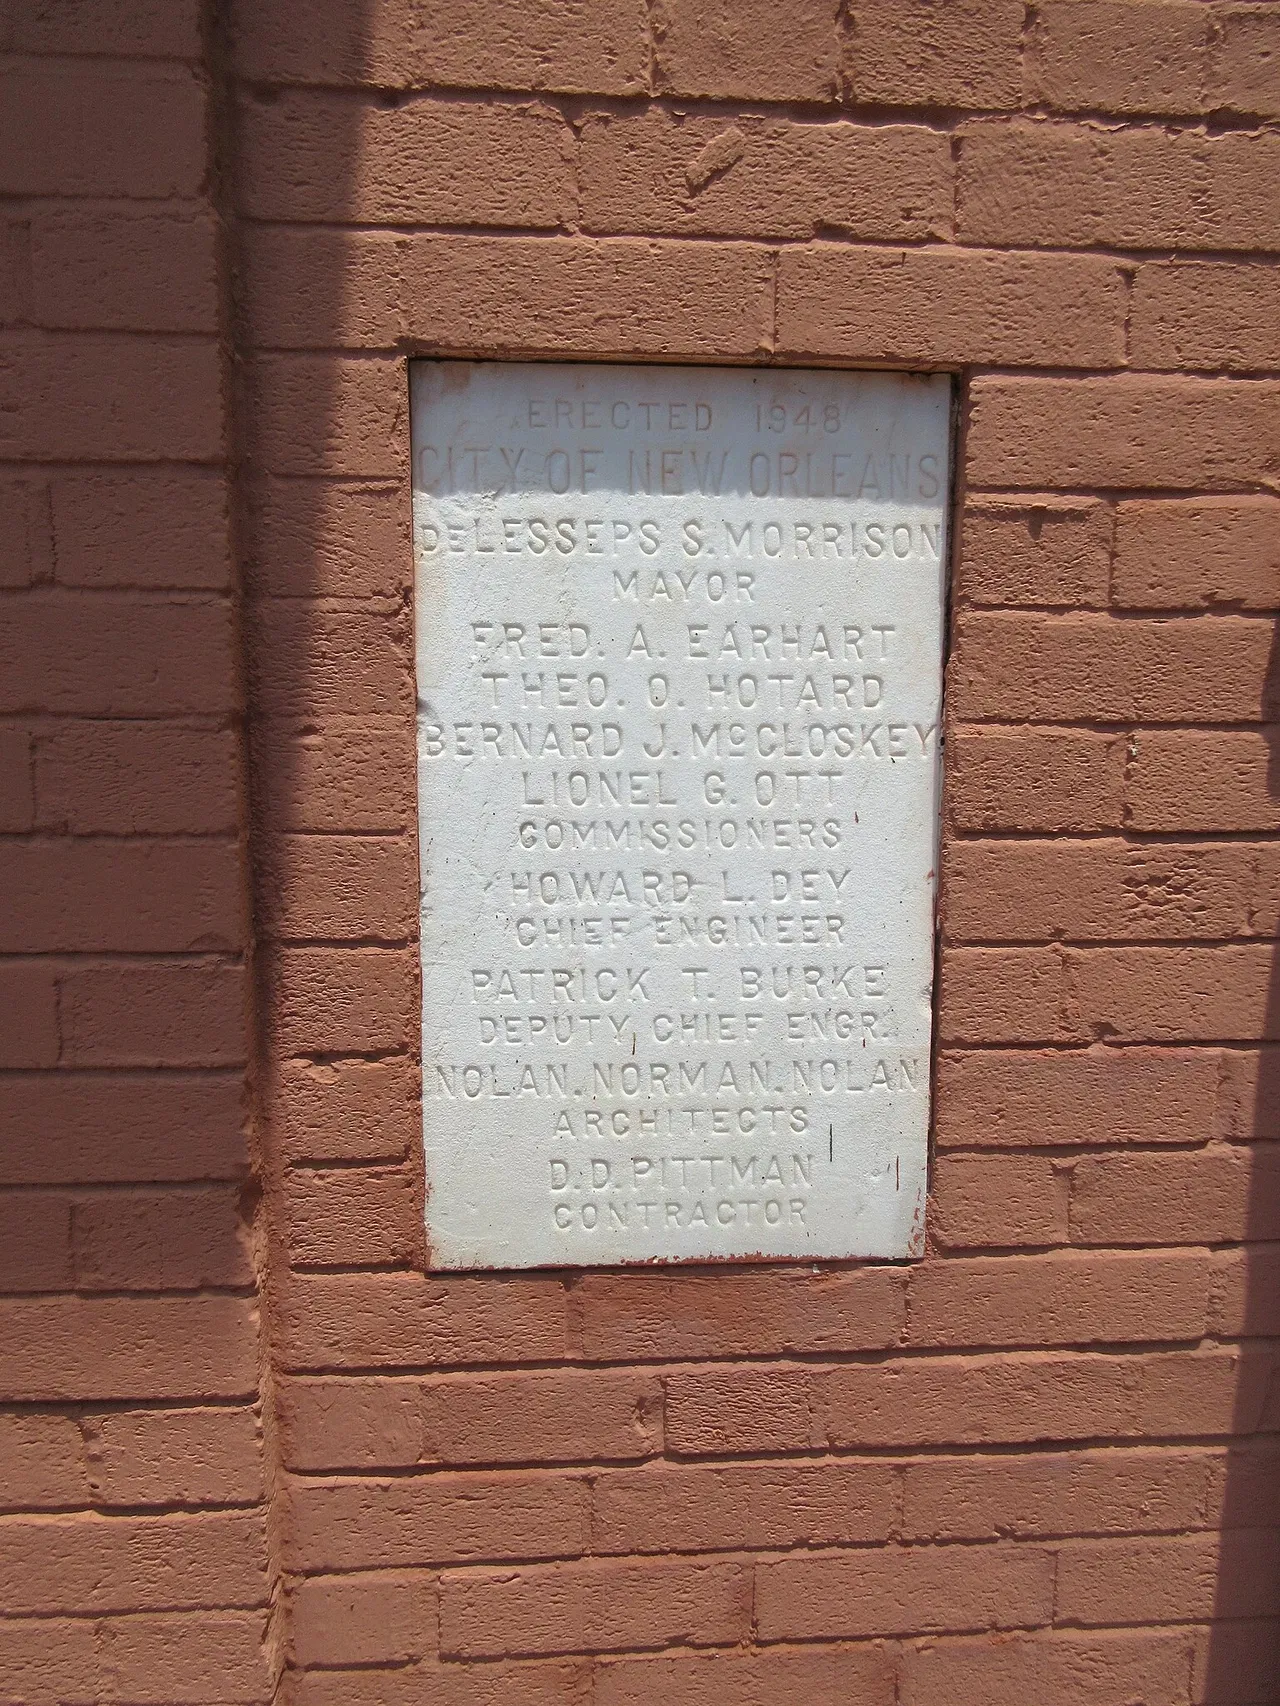 ERECTED 1948
CITY OF NEW ORLEANS
DELESSEPS S. MORRISON
MAYOR
FRED. A. EARHART
THEO. O. HOTARD
BERNARD J. McCLOSKEY
LIONEL G. OTT
COMMISSIONERS
HOWARD L. DEY
CHIEF ENGINEER
PATRICK T. BURKE
DEPUTY CHIEF ENGR.
NOLAN. NORMAN. NOLAN
ARCHITECTS
D. D. PITTMAN
CONTRACTOR